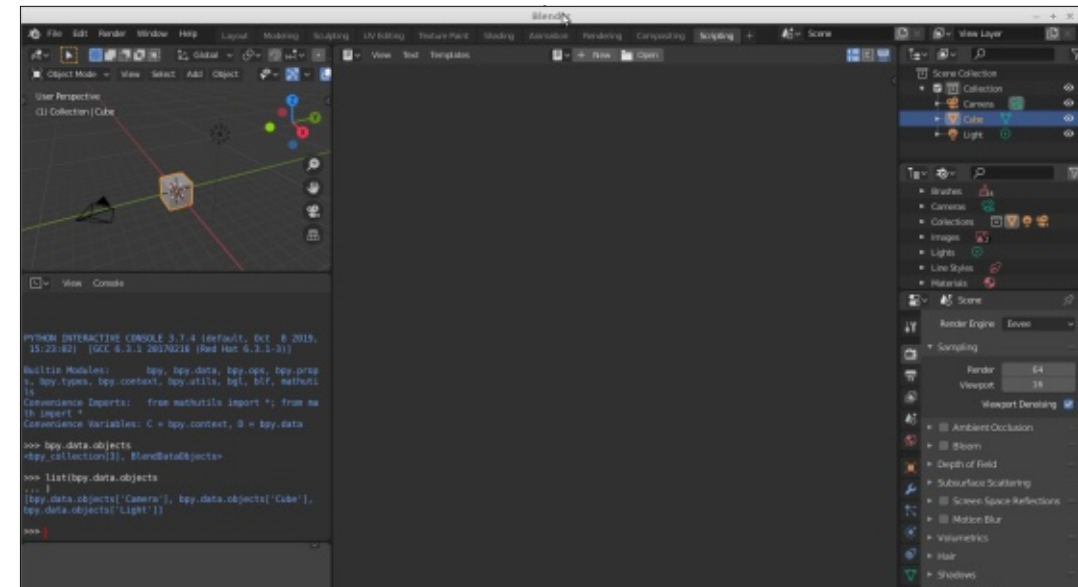 Blender
File Edit Render Window Help Layout Modeling Sculpting UV Editing Texture Paint Shading Animation Rendering Compositing Scripting + Scene View Layer
Global
View Text Templates + New Open
Object Mode View Select Add Object
User Perspective
(1) Collection | Cube
Scene Collection
Collection
Camera
Cube
Light
Brushes
Cameras
Collections
Images
Lights
Line Styles
Materials
View Console
PYTHON INTERACTIVE CONSOLE 3.7.4 (default, Oct 8 2019,
15:23:02) [GCC 6.3.1 20170216 (Red Hat 6.3.1-3)]
Builtin Modules: bpy, bpy.data, bpy.ops, bpy.prop
s, bpy.types, bpy.context, bpy.utils, bgl, blf, mathuti
ls
Convenience Imports: from mathutils import *; from ma
th import *
Convenience Variables: C = bpy.context, D = bpy.data
>>> bpy.data.objects
<bpy_collection[3], BlendDataObjects>
>>> list(bpy.data.objects
... )
[bpy.data.objects['Camera'], bpy.data.objects['Cube'],
bpy.data.objects['Light']]
>>>
Scene
Render Engine Eevee
Sampling
Render 64
Viewport 16
Viewport Denoising
Ambient Occlusion
Bloom
Depth of Field
Subsurface Scattering
Screen Space Reflections
Motion Blur
Volumetrics
Hair
Shadows